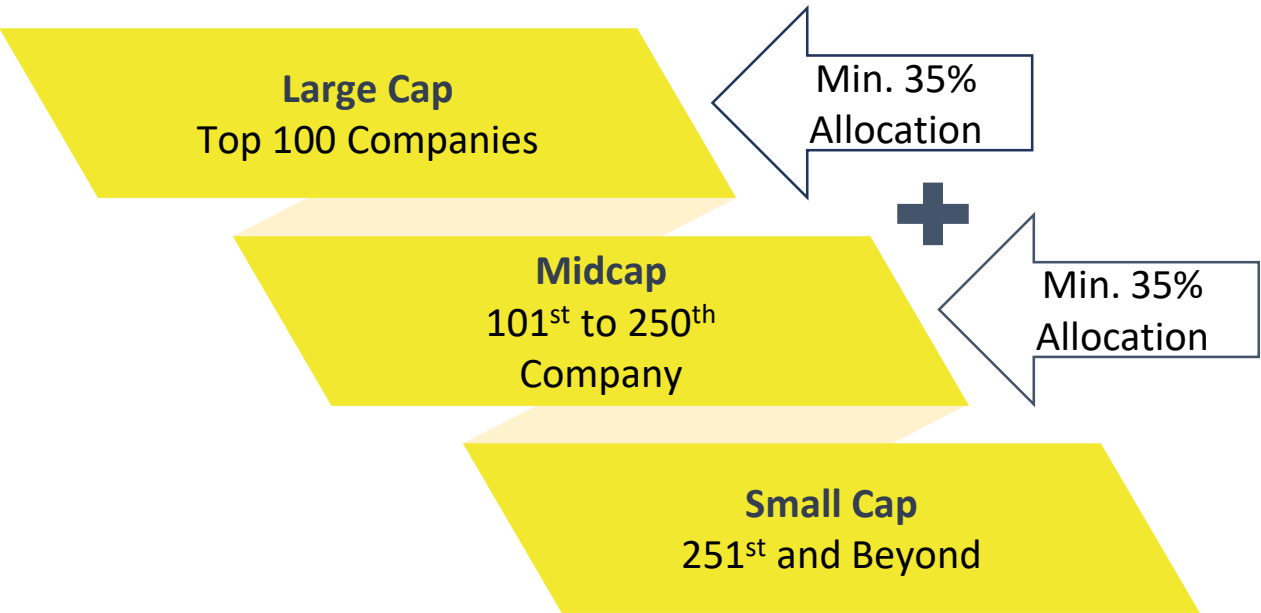 Large Cap
Top 100 Companies
Min. 35%
Allocation
Midcap
101st to 250th
Company
Min. 35%
Allocation
Small Cap
251st and Beyond